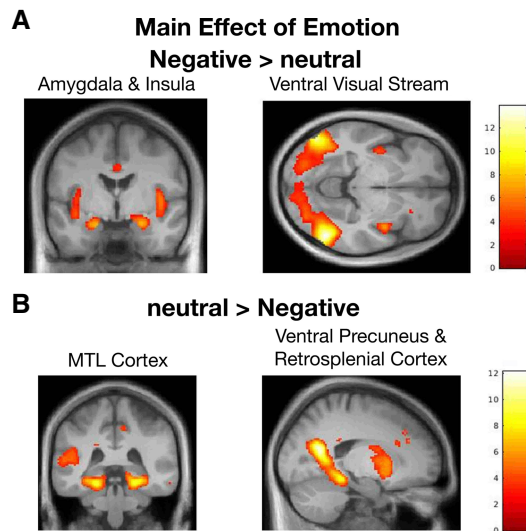 A
Main Effect of Emotion
Negative > neutral
Amygdala & Insula
Ventral Visual Stream
12
10
8
6
4
2
0
B
neutral > Negative
MTL Cortex
Ventral Precuneus &
Retrosplenial Cortex
12
10
8
6
4
2
0